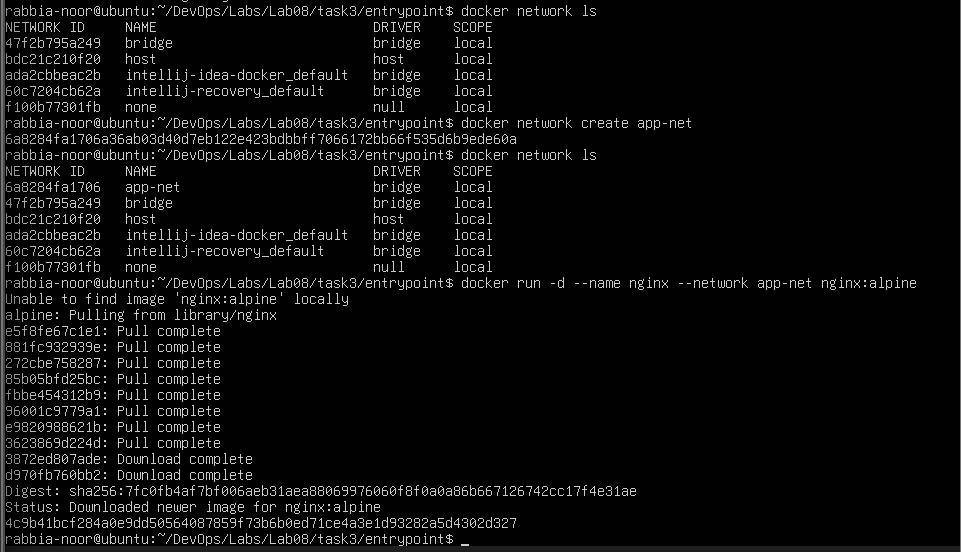 rabbia-noor@ubuntu:~/DevOps/Labs/Lab08/task3/entrypoint$ docker network ls
NETWORK ID     NAME                         DRIVER    SCOPE
47f2b795a249   bridge                       bridge    local
bdc21c210f20   host                         host      local
ada2cbbeac2b   intellij-idea-docker_default   bridge    local
60c7204cb62a   intellij-recovery_default    bridge    local
f100b77301fb   none                         null      local
rabbia-noor@ubuntu:~/DevOps/Labs/Lab08/task3/entrypoint$ docker network create app-net
6a8284fa1706a36ab03d40d7eb122e423bdbbff7066172bb66f535d6b9ede60a
rabbia-noor@ubuntu:~/DevOps/Labs/Lab08/task3/entrypoint$ docker network ls
NETWORK ID     NAME                         DRIVER    SCOPE
6a8284fa1706   app-net                      bridge    local
47f2b795a249   bridge                       bridge    local
bdc21c210f20   host                         host      local
ada2cbbeac2b   intellij-idea-docker_default   bridge    local
60c7204cb62a   intellij-recovery_default    bridge    local
f100b77301fb   none                         null      local
rabbia-noor@ubuntu:~/DevOps/Labs/Lab08/task3/entrypoint$ docker run -d --name nginx --network app-net nginx:alpine
Unable to find image 'nginx:alpine' locally
alpine: Pulling from library/nginx
e5f8fe67c1e1: Pull complete
881fc932939e: Pull complete
272cbe758287: Pull complete
85b05bfd25bc: Pull complete
fbbe454312b9: Pull complete
96001c9779a1: Pull complete
e9820988621b: Pull complete
3623869d224d: Pull complete
3872ed807ade: Download complete
d970fb760bb2: Download complete
Digest: sha256:7fc0fb4af7bf006aeb31aea88069976060f8f0a0a86b667126742cc17f4e31ae
Status: Downloaded newer image for nginx:alpine
4c9b41bcf284a0e9dd50564087859f73b6b0ed71ce4a3e1d93282a5d4302d327
rabbia-noor@ubuntu:~/DevOps/Labs/Lab08/task3/entrypoint$ _